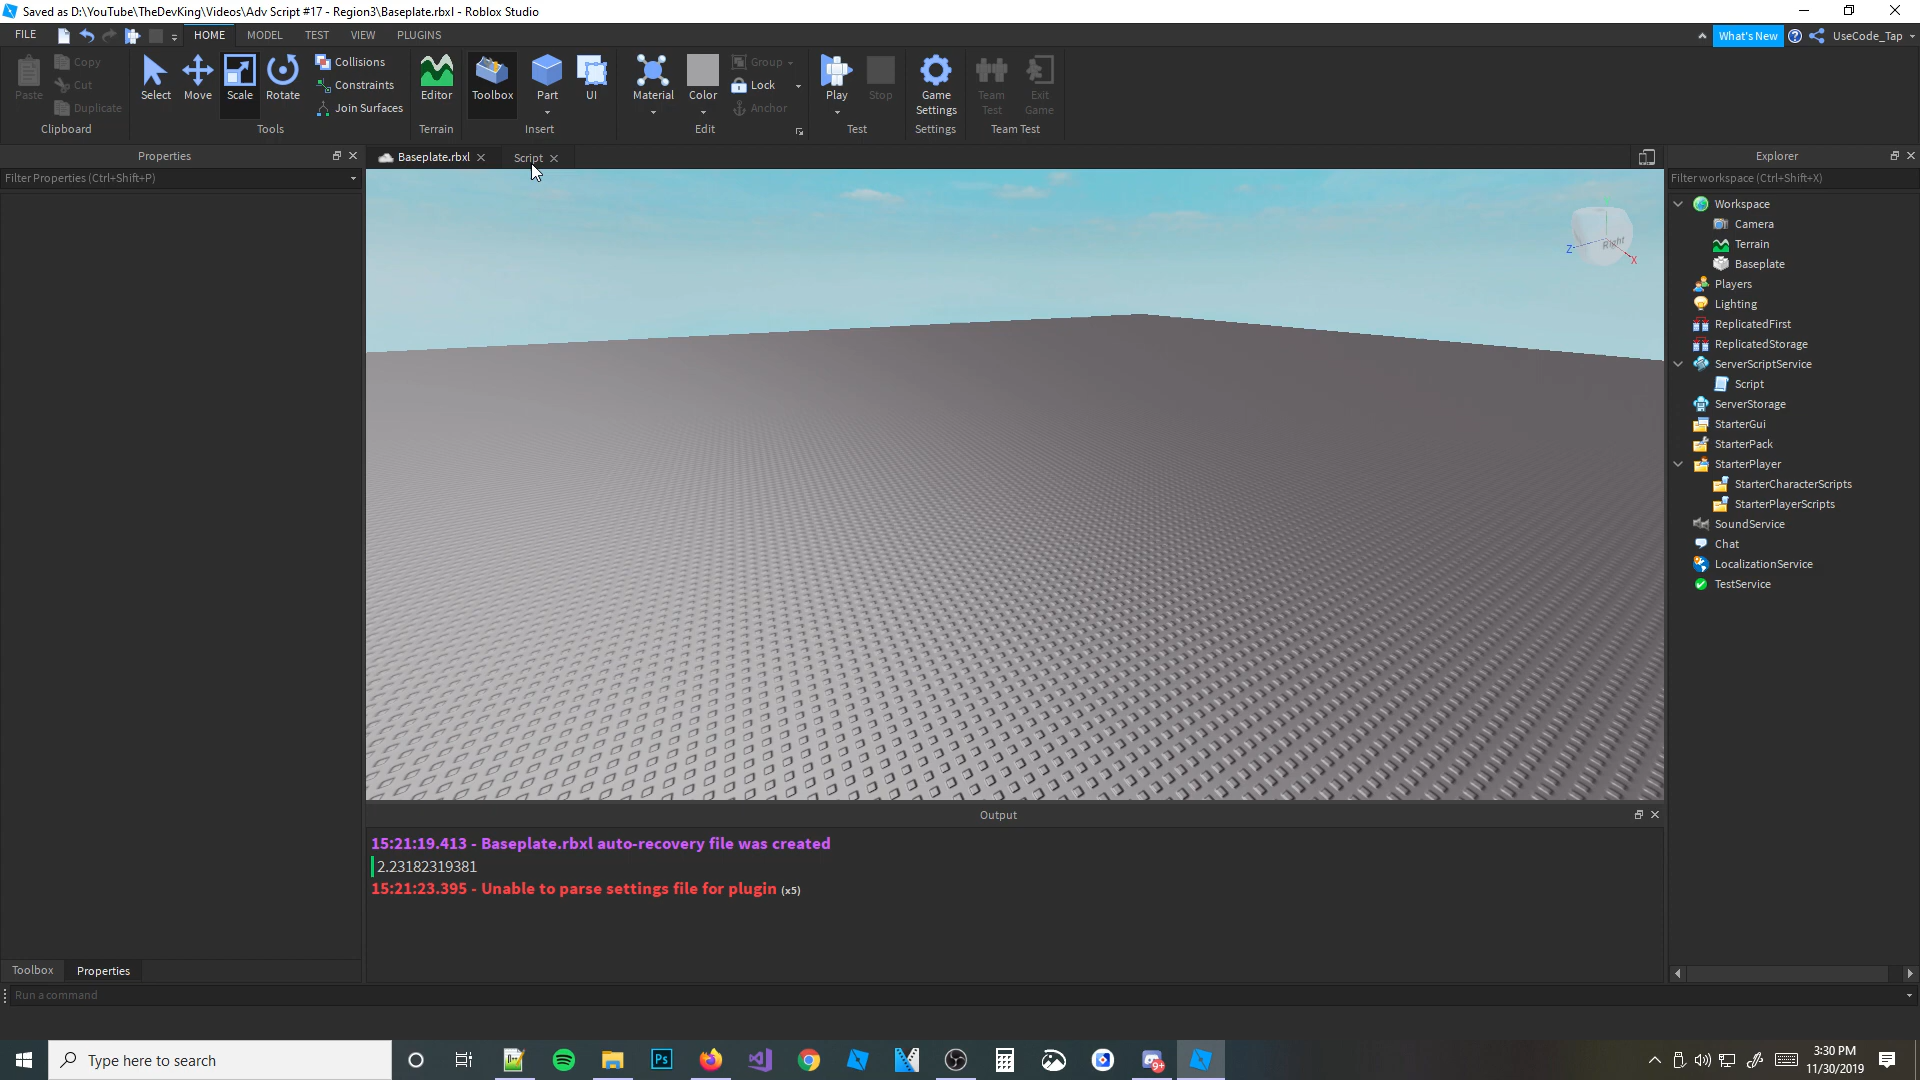 Saved as D:\YouTube\TheDevKing\Videos\Adv Script #17 - Region3\Baseplate.rbxl - Roblox Studio
FILE HOME MODEL TEST VIEW PLUGINS What's New UseCode_Tap
Paste Copy Cut Duplicate Clipboard
Select Move Scale Rotate Collisions Constraints Join Surfaces Tools
Editor Terrain
Toolbox Part UI Insert
Material Color Group Lock Anchor Edit
Play Stop Test
Game Settings Settings
Team Test Exit Game Team Test
Properties
Filter Properties (Ctrl+Shift+P)
Baseplate.rbxl Script
Right
Z
X
Explorer
Filter workspace (Ctrl+Shift+X)
Workspace
Camera
Terrain
Baseplate
Players
Lighting
ReplicatedFirst
ReplicatedStorage
ServerScriptService
Script
ServerStorage
StarterGui
StarterPack
StarterPlayer
StarterCharacterScripts
StarterPlayerScripts
SoundService
Chat
LocalizationService
TestService
Output
15:21:19.413 - Baseplate.rbxl auto-recovery file was created
2.23182319381
15:21:23.395 - Unable to parse settings file for plugin (x5)
Toolbox Properties
Run a command
Type here to search
Ps
9+
3:30 PM
11/30/2019